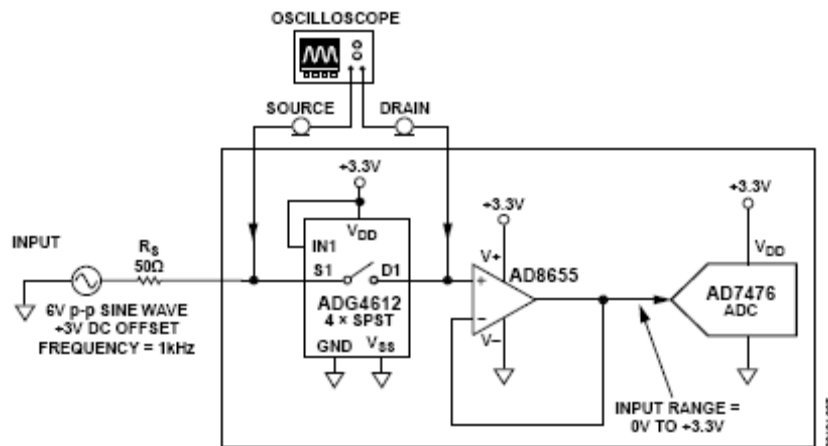 OSCILLOSCOPE
SOURCE
DRAIN
+3.3V
+3.3V
+3.3V
INPUT
RS
50Ω
VDD
IN1
S1
D1
V+
AD8655
VDD
ADG4612
4 × SPST
AD7476
ADC
6V p-p SINE WAVE
+3V DC OFFSET
FREQUENCY = 1kHz
GND
VSS
V–
+
–
INPUT RANGE =
0V TO +3.3V